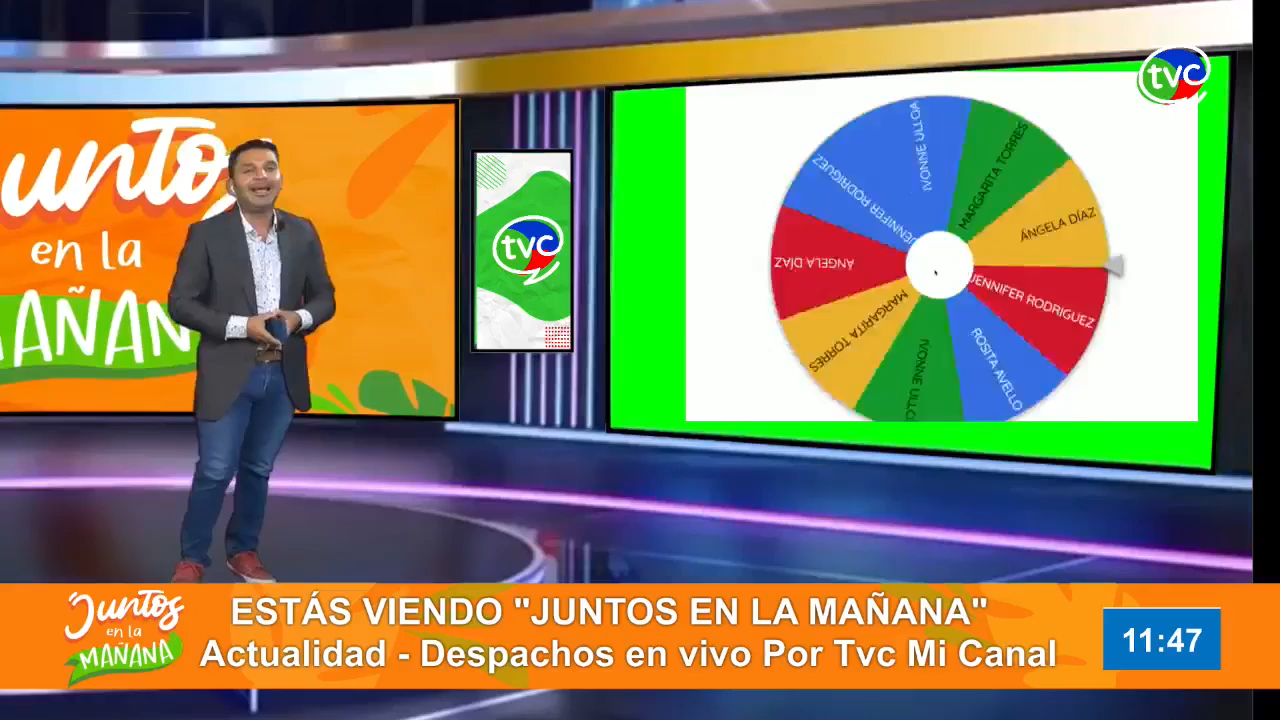 tvc
Juntos
en la
MAÑANA
tvc
IVONNE ULLOA
MARGARITA TORRES
ÁNGELA DÍAZ
JENNIFER RODRIGUEZ
ROSITA AVELLO
MARGARITA TORRES
ÁNGELA DÍAZ
JENNIFER RODRIGUEZ
Juntos
en la
MAÑANA
ESTÁS VIENDO "JUNTOS EN LA MAÑANA"
Actualidad - Despachos en vivo Por Tvc Mi Canal
11:47